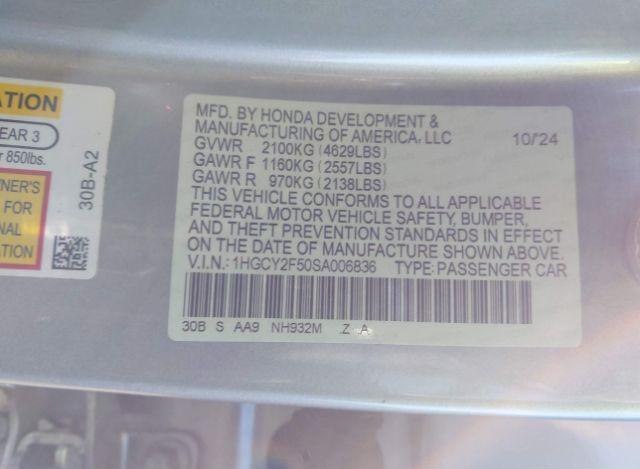 ATION
EAR 3
r 850lbs.
NER'S
FOR
NAL
ATION
30B-A2
MFD. BY HONDA DEVELOPMENT &
MANUFACTURING OF AMERICA, LLC 10/24
GVWR 2100KG (4629LBS)
GAWR F 1160KG (2557LBS)
GAWR R 970KG (2138LBS)
THIS VEHICLE CONFORMS TO ALL APPLICABLE
FEDERAL MOTOR VEHICLE SAFETY, BUMPER,
AND THEFT PREVENTION STANDARDS IN EFFECT
ON THE DATE OF MANUFACTURE SHOWN ABOVE.
V.I.N.: 1HGCY2F50SA006836 TYPE: PASSENGER CAR
30B S AA9 NH932M Z A